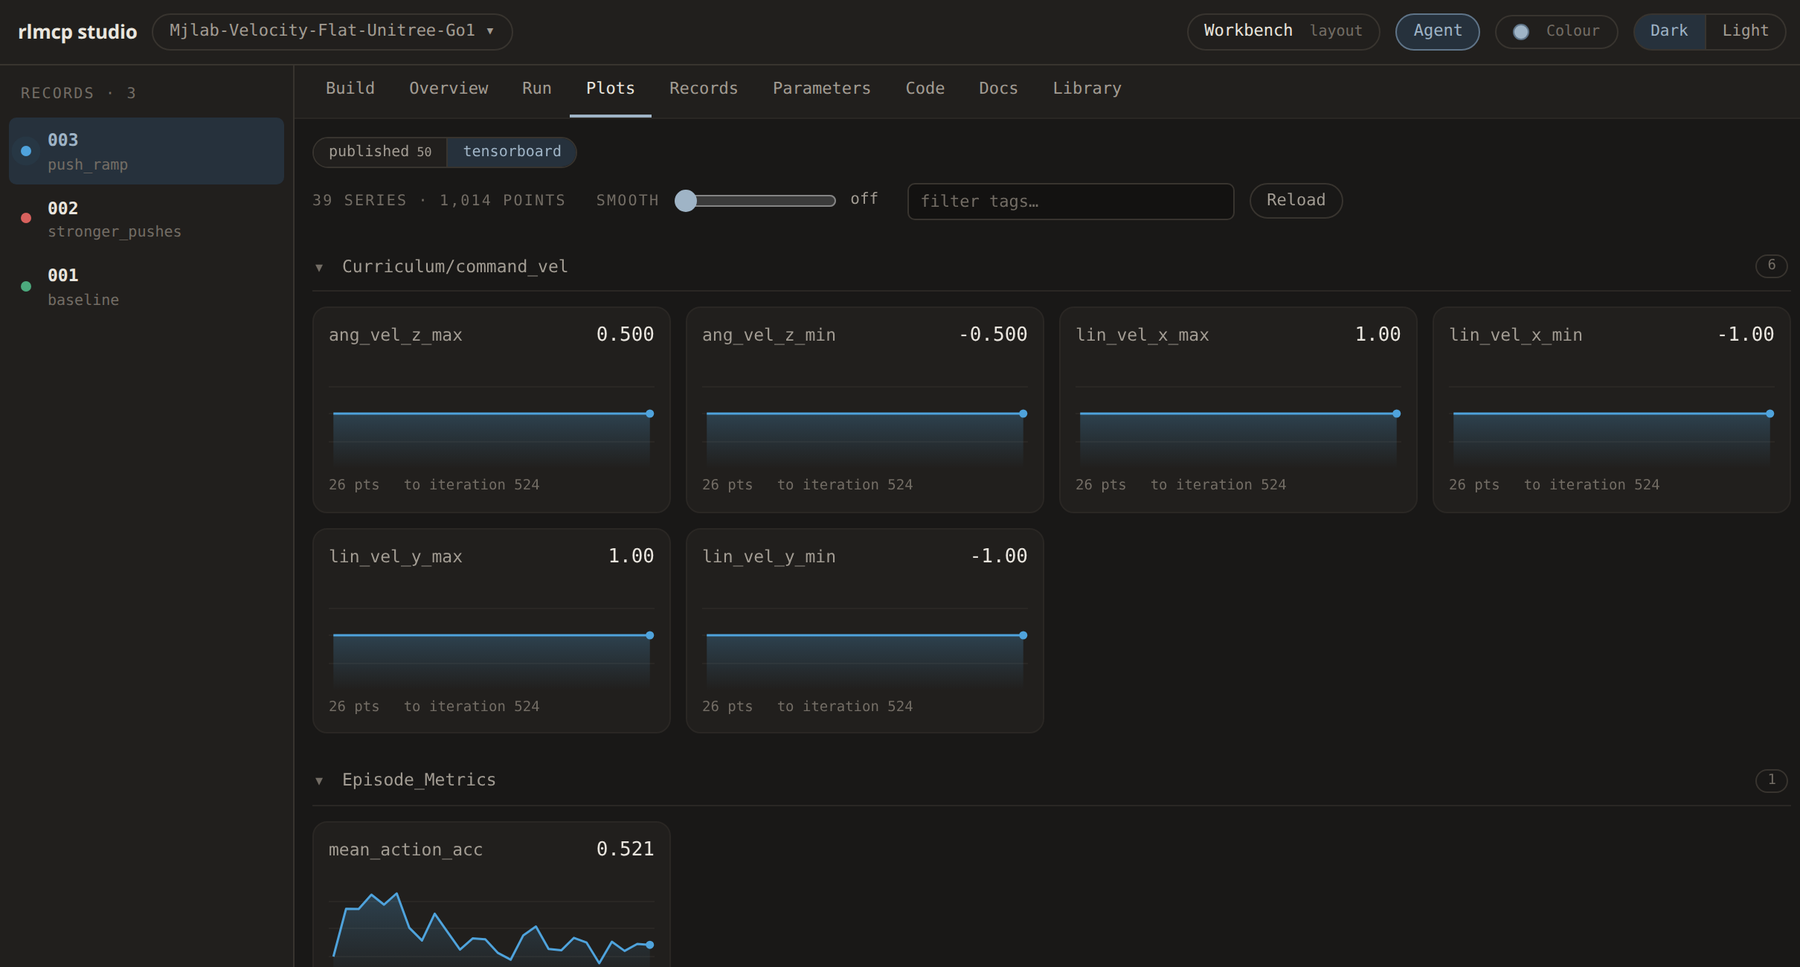 rlmcp studio
Mjlab-Velocity-Flat-Unitree-Go1 ▾
Workbench layout
Agent
Colour
Dark
Light
RECORDS · 3
003
push_ramp
002
stronger_pushes
001
baseline
Build
Overview
Run
Plots
Records
Parameters
Code
Docs
Library
published 50
tensorboard
39 SERIES · 1,014 POINTS
SMOOTH
off
filter tags…
Reload
▾ Curriculum/command_vel 6
ang_vel_z_max 0.500
26 pts to iteration 524
ang_vel_z_min -0.500
26 pts to iteration 524
lin_vel_x_max 1.00
26 pts to iteration 524
lin_vel_x_min -1.00
26 pts to iteration 524
lin_vel_y_max 1.00
26 pts to iteration 524
lin_vel_y_min -1.00
26 pts to iteration 524
▾ Episode_Metrics 1
mean_action_acc 0.521